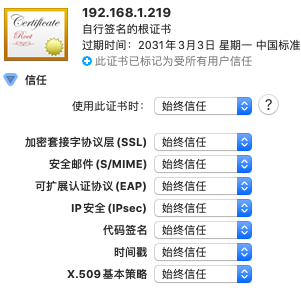 Certificate
Root
192.168.1.219
自行签名的根证书
过期时间：2031年3月3日 星期一 中国标准
此证书已标记为受所有用户信任
信任
使用此证书时： 始终信任 ?
加密套接字协议层 (SSL) 始终信任
安全邮件 (S/MIME) 始终信任
可扩展认证协议 (EAP) 始终信任
IP 安全 (IPsec) 始终信任
代码签名 始终信任
时间戳 始终信任
X.509 基本策略 始终信任